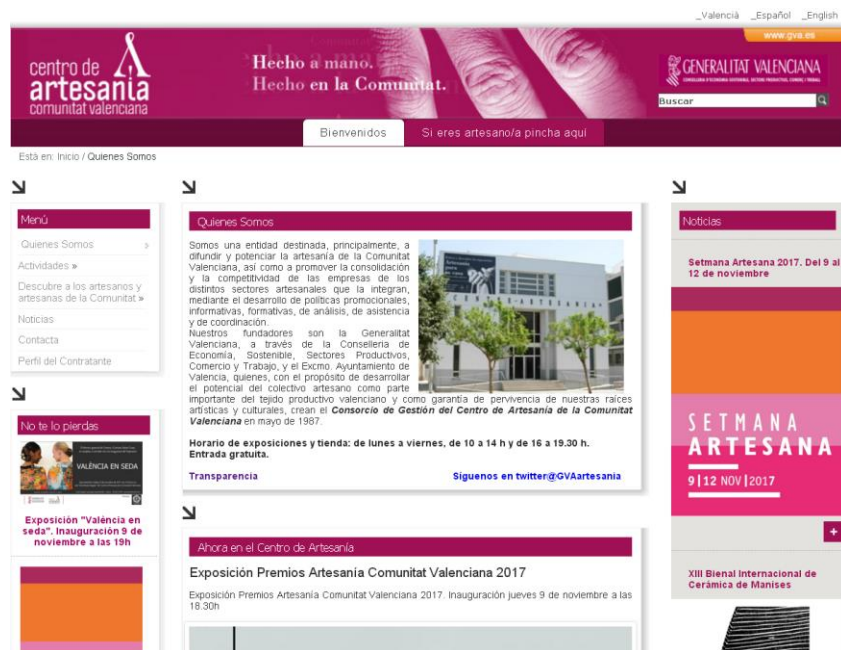 _Valencià _Español _English
www.gva.es
centro de
artesanía
comunitat valenciana
Hecho a mano.
Hecho en la Comunitat.
GENERALITAT VALENCIANA
Buscar
Bienvenidos
Si eres artesano/a pincha aquí
Está en: Inicio / Quienes Somos
Menú
Quienes Somos
Actividades »
Descubre a los artesanos y
artesanas de la Comunitat »
Noticias
Contacta
Perfil del Contratante
No te lo pierdas
VALÈNCIA EN SEDA
Exposición "València en
seda". Inauguración 9 de
noviembre a las 19h
Quienes Somos
Somos una entidad destinada, principalmente, a
difundir y potenciar la artesanía de la Comunitat
Valenciana, así como a promover la consolidación
y la competitividad de las empresas de los
distintos sectores artesanales que la integran,
mediante el desarrollo de políticas promocionales,
informativas, formativas, de análisis, de asistencia
y de coordinación.
Nuestros fundadores son la Generalitat
Valenciana, a través de la Conselleria de
Economía, Sostenible, Sectores Productivos,
Comercio y Trabajo, y el Excmo. Ayuntamiento de
Valencia, quienes, con el propósito de desarrollar
el potencial del colectivo artesano como parte
importante del tejido productivo valenciano y como garantía de pervivencia de nuestras raíces
artísticas y culturales, crean el Consorcio de Gestión del Centro de Artesanía de la Comunitat
Valenciana en mayo de 1987.
Horario de exposiciones y tienda: de lunes a viernes, de 10 a 14 h y de 16 a 19.30 h.
Entrada gratuita.
Transparencia
Síguenos en twitter@GVAartesania
Ahora en el Centro de Artesanía
Exposición Premios Artesanía Comunitat Valenciana 2017
Exposición Premios Artesanía Comunitat Valenciana 2017. Inauguración jueves 9 de noviembre a las
18.30h
Noticias
Setmana Artesana 2017. Del 9 al
12 de noviembre
SETMANA
ARTESANA
9|12 NOV|2017
+
XIII Bienal Internacional de
Cerámica de Manises